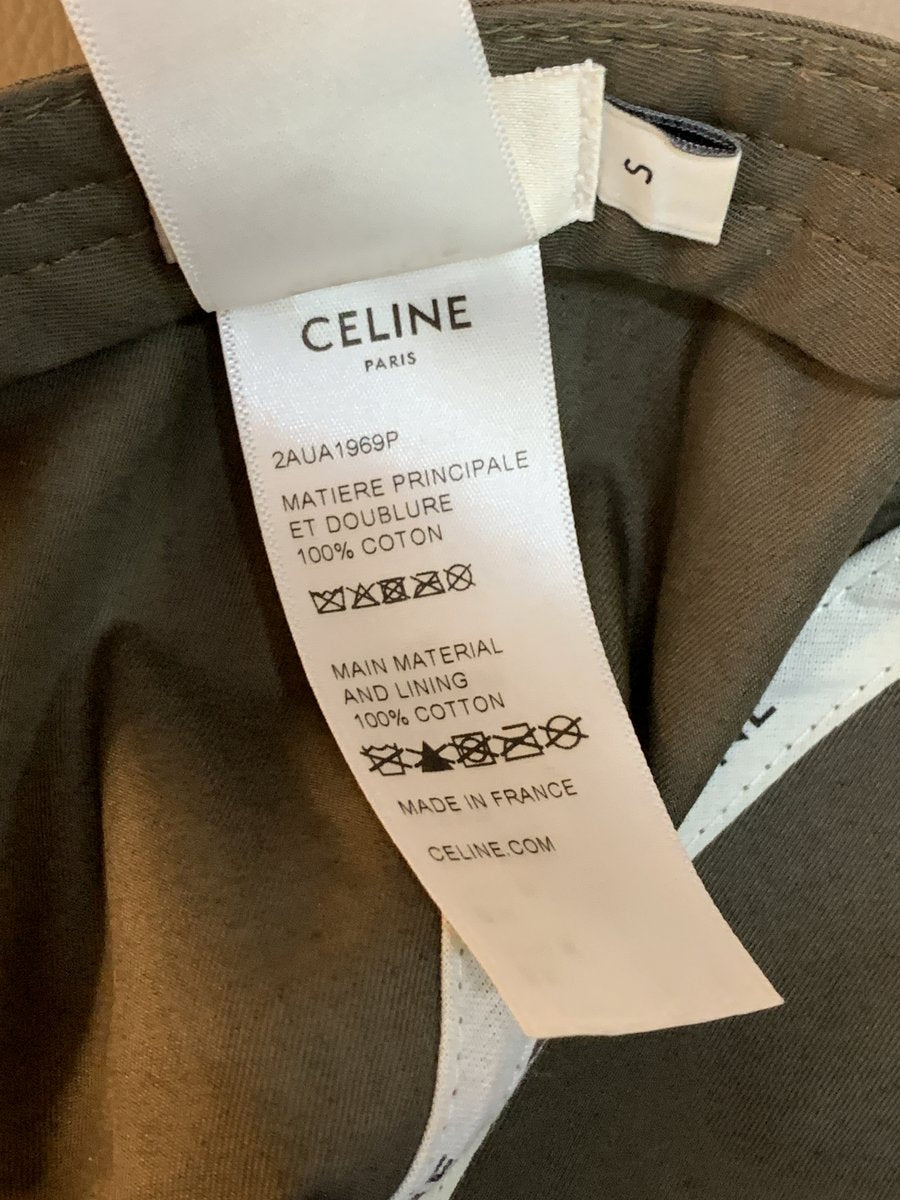 S
CELINE
PARIS
2AUA1969P
MATIERE PRINCIPALE
ET DOUBLURE
100% COTON
MAIN MATERIAL
AND LINING
100% COTTON
MADE IN FRANCE
CELINE.COM